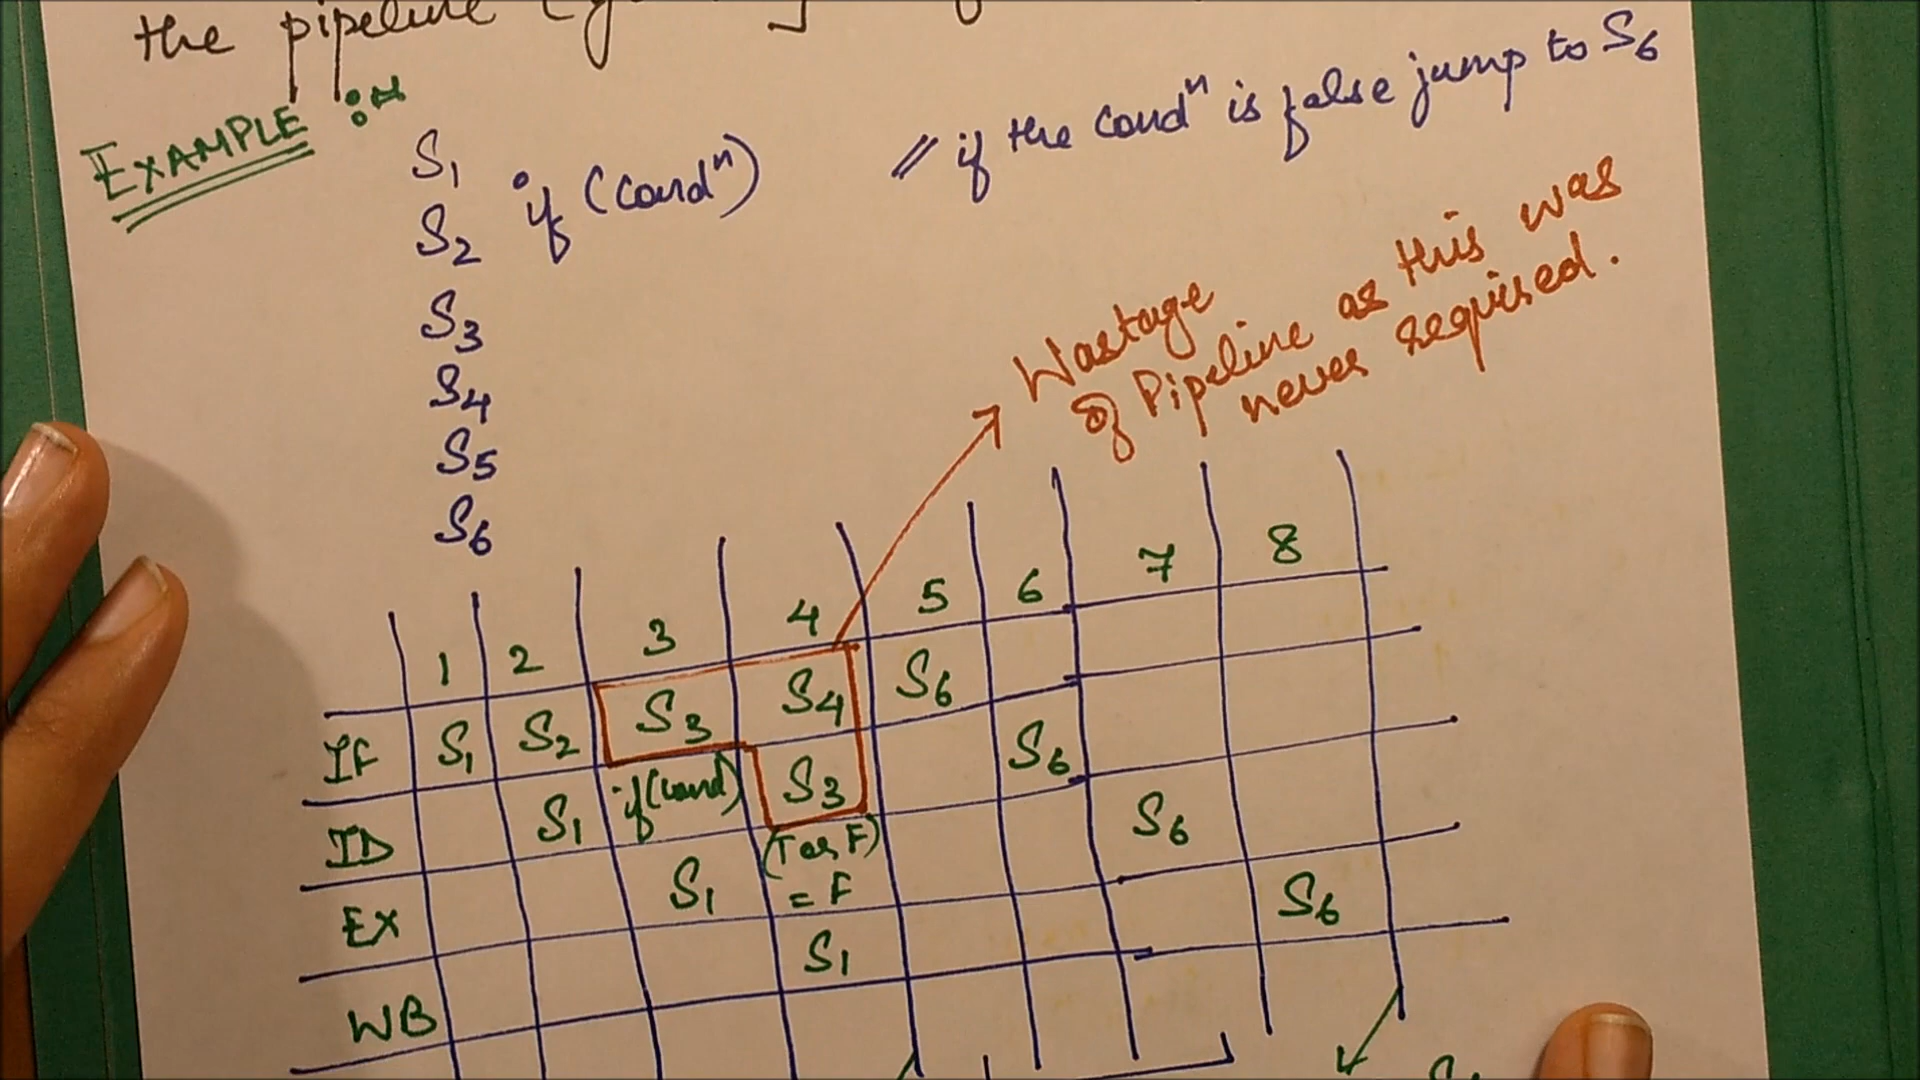 the pipeline
EXAMPLE :-
S1
S2 if (condⁿ) // if the condⁿ is false jump to S6
S3
S4
S5
S6
Wastage
of Pipeline as this was
never required.
1 2 3 4 5 6 7 8
IF S1 S2 S3 S4 S6
ID S1 if(cond) S3 S6
EX S1 (T or F) = F S6
WB S1 S6